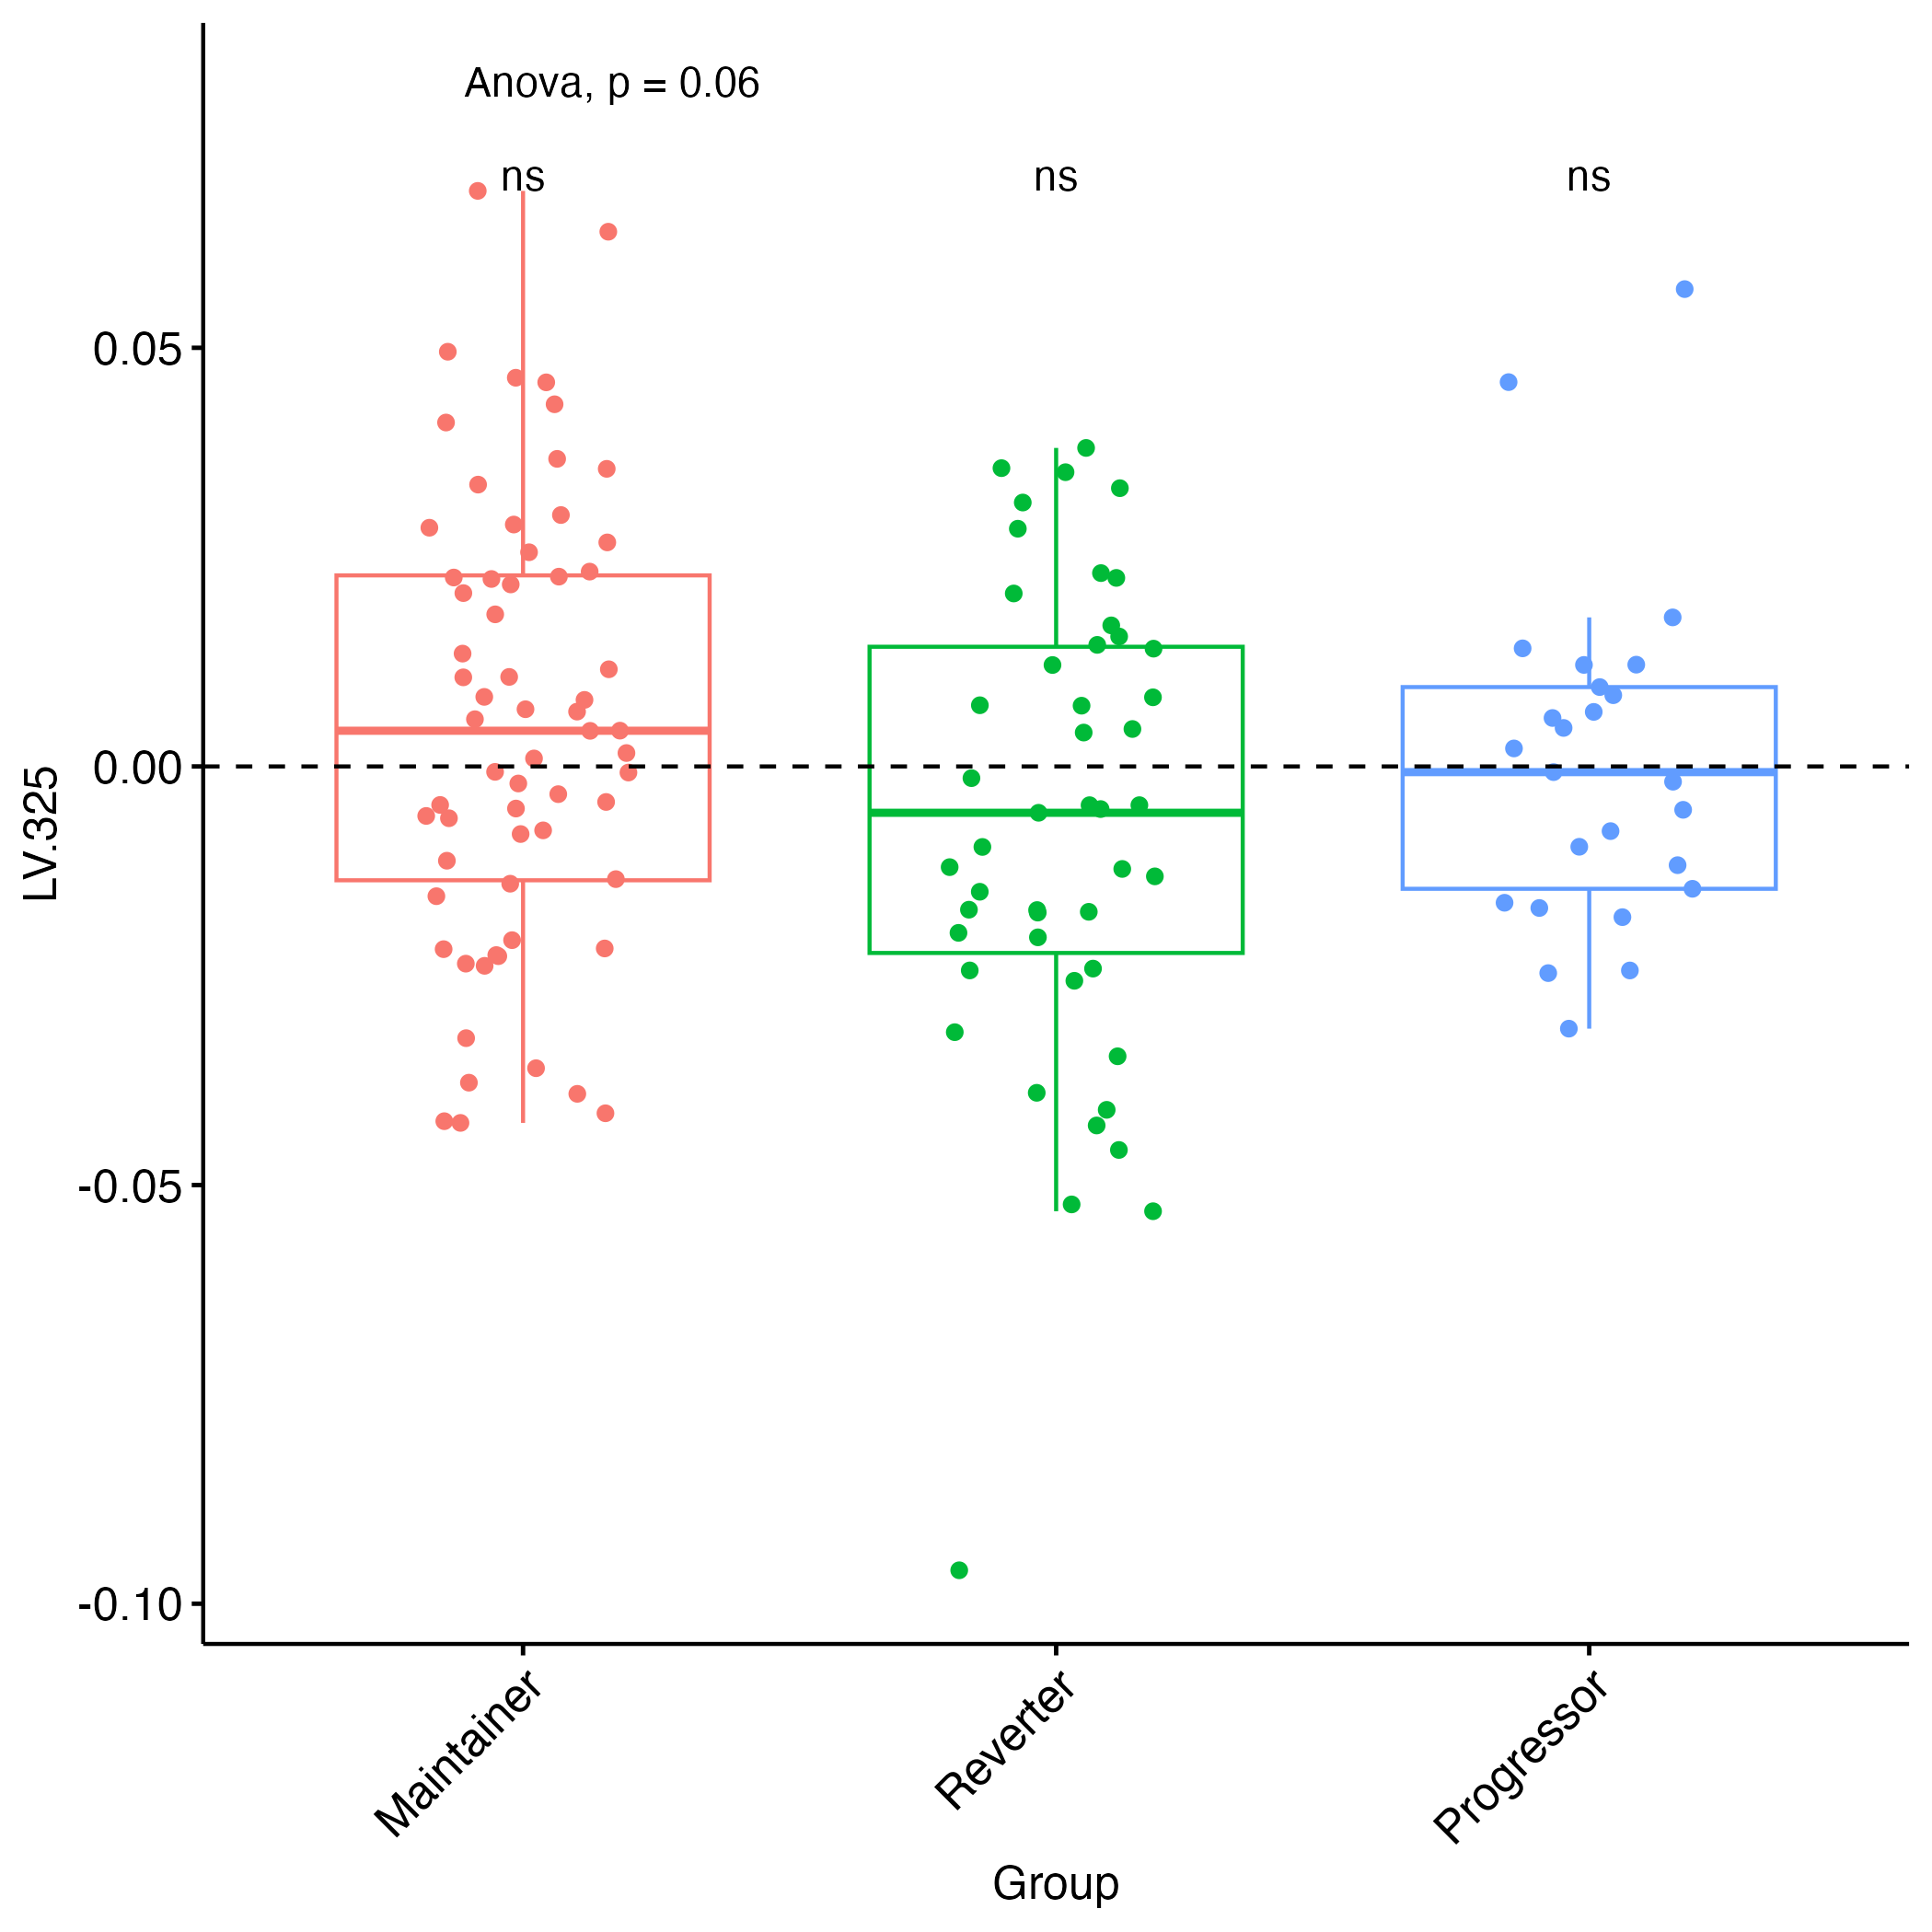 Anova, p = 0.06
ns ns ns
0.05
0.00
-0.05
-0.10
LV.325
Maintainer Reverter Progressor
Group